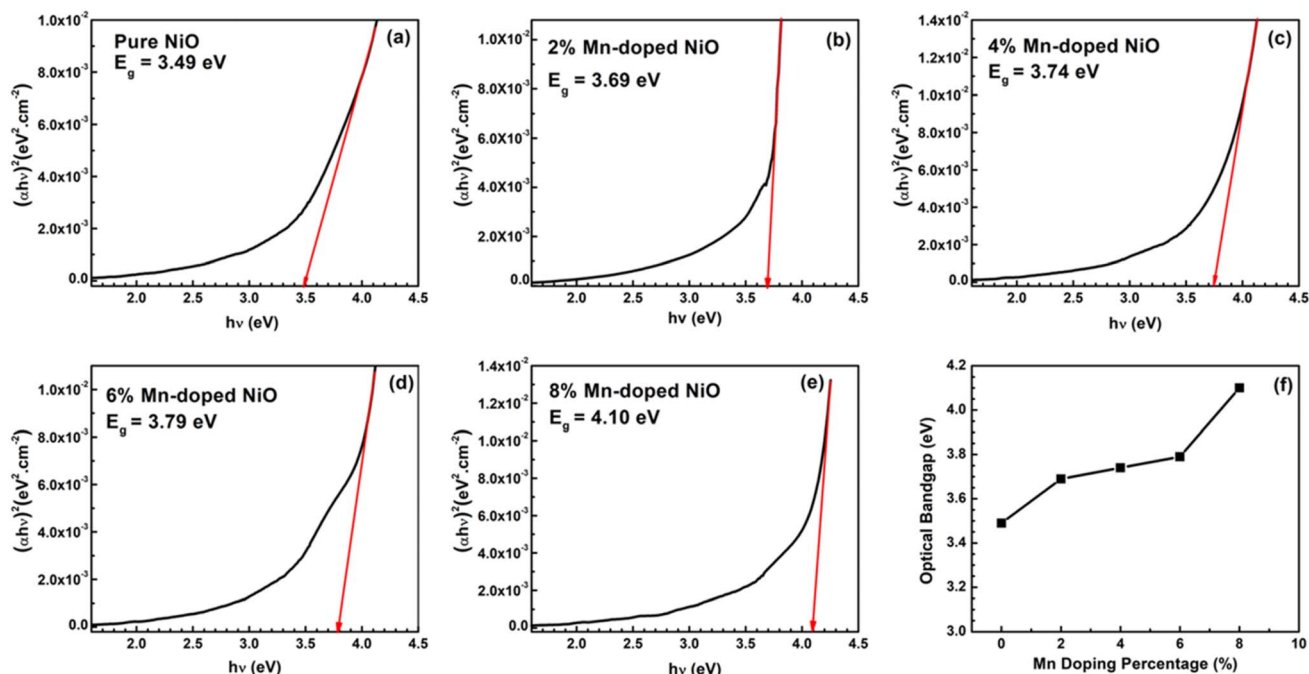 (a)
Pure NiO
E_g = 3.49 eV
1.0x10⁻²
8.0x10⁻³
6.0x10⁻³
4.0x10⁻³
2.0x10⁻³
0.0
(αhν)²(eV².cm⁻²)
2.0 2.5 3.0 3.5 4.0 4.5
hν (eV)
(b)
2% Mn-doped NiO
E_g = 3.69 eV
1.0x10⁻²
8.0x10⁻³
6.0x10⁻³
4.0x10⁻³
2.0x10⁻³
0.0
(αhν)²(eV².cm⁻²)
2.0 2.5 3.0 3.5 4.0 4.5
hν (eV)
(c)
4% Mn-doped NiO
E_g = 3.74 eV
1.4x10⁻²
1.2x10⁻²
1.0x10⁻²
8.0x10⁻³
6.0x10⁻³
4.0x10⁻³
2.0x10⁻³
0.0
(αhν)²(eV².cm⁻²)
2.0 2.5 3.0 3.5 4.0 4.5
hν (eV)
(d)
6% Mn-doped NiO
E_g = 3.79 eV
1.0x10⁻²
8.0x10⁻³
6.0x10⁻³
4.0x10⁻³
2.0x10⁻³
0.0
(αhν)²(eV².cm⁻²)
2.0 2.5 3.0 3.5 4.0 4.5
hν (eV)
(e)
8% Mn-doped NiO
E_g = 4.10 eV
1.4x10⁻²
1.2x10⁻²
1.0x10⁻²
8.0x10⁻³
6.0x10⁻³
4.0x10⁻³
2.0x10⁻³
0.0
(αhν)²(eV².cm⁻²)
2.0 2.5 3.0 3.5 4.0 4.5
hν (eV)
(f)
4.2
4.0
3.8
3.6
3.4
3.2
3.0
Optical Bandgap (eV)
0 2 4 6 8 10
Mn Doping Percentage (%)